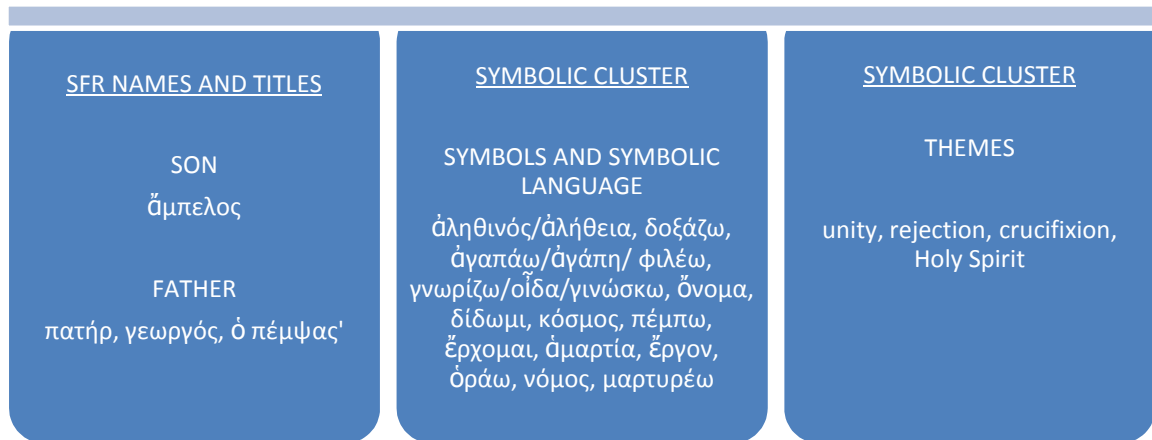 SFR NAMES AND TITLES
SON
ἄμπελος
FATHER
πατήρ, γεωργός, ὁ πέμψας'
SYMBOLIC CLUSTER
SYMBOLS AND SYMBOLIC
LANGUAGE
ἀληθινός/ἀλήθεια, δοξάζω,
ἀγαπάω/ἀγάπη/ φιλέω,
γνωρίζω/οἶδα/γινώσκω, ὄνομα,
δίδωμι, κόσμος, πέμπω,
ἔρχομαι, ἁμαρτία, ἔργον,
ὁράω, νόμος, μαρτυρέω
SYMBOLIC CLUSTER
THEMES
unity, rejection, crucifixion,
Holy Spirit